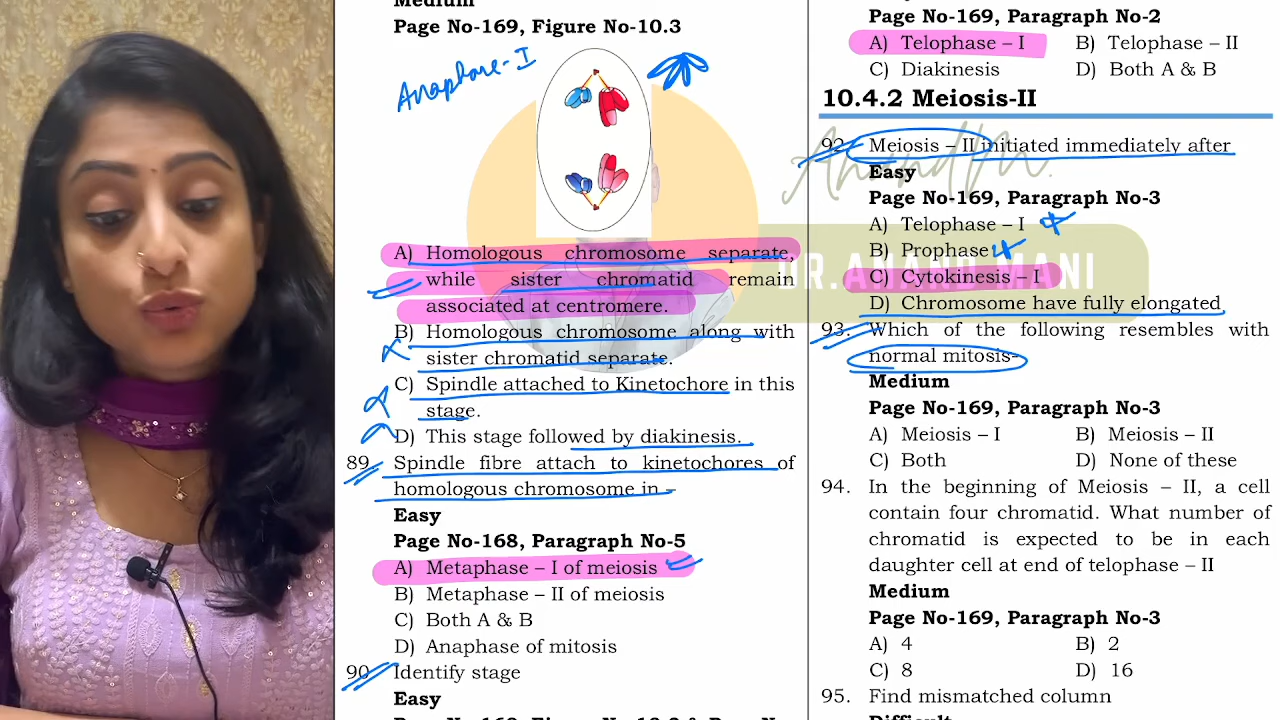 Medium
Page No-169, Figure No-10.3
Anaphase-I
A) Homologous chromosome separate,
while sister chromatid remain
associated at centromere.
B) Homologous chromosome along with
sister chromatid separate.
C) Spindle attached to Kinetochore in this
stage.
D) This stage followed by diakinesis.
89. Spindle fibre attach to kinetochores of
homologous chromosome in -
Easy
Page No-168, Paragraph No-5
A) Metaphase – I of meiosis
B) Metaphase – II of meiosis
C) Both A & B
D) Anaphase of mitosis
90. Identify stage
Easy
Page No-169, Paragraph No-2
A) Telophase – I B) Telophase – II
C) Diakinesis D) Both A & B
10.4.2 Meiosis-II
92. Meiosis – II initiated immediately after
Easy
Page No-169, Paragraph No-3
A) Telophase – I
B) Prophase
C) Cytokinesis – I
D) Chromosome have fully elongated
93. Which of the following resembles with
normal mitosis-
Medium
Page No-169, Paragraph No-3
A) Meiosis – I B) Meiosis – II
C) Both D) None of these
94. In the beginning of Meiosis – II, a cell
contain four chromatid. What number of
chromatid is expected to be in each
daughter cell at end of telophase – II
Medium
Page No-169, Paragraph No-3
A) 4 B) 2
C) 8 D) 16
95. Find mismatched column
Anand M.
DR.ANAND MANI